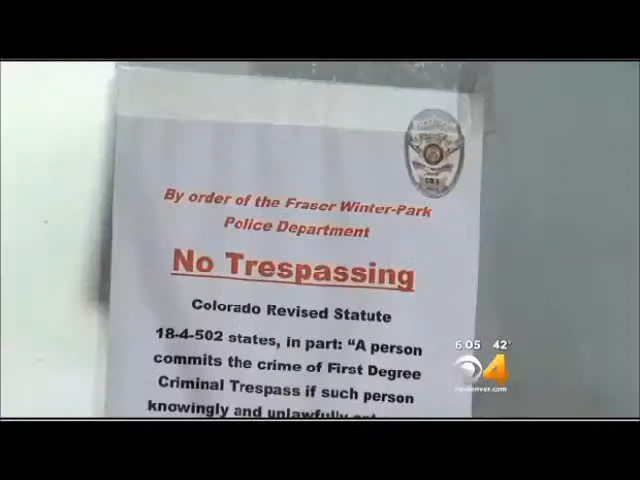 By order of the Fraser Winter-Park
Police Department
No Trespassing
Colorado Revised Statute
18-4-502 states, in part: "A person
commits the crime of First Degree
Criminal Trespass if such person
knowingly and unlawfully
6:05 42°
4
cbsdenver.com